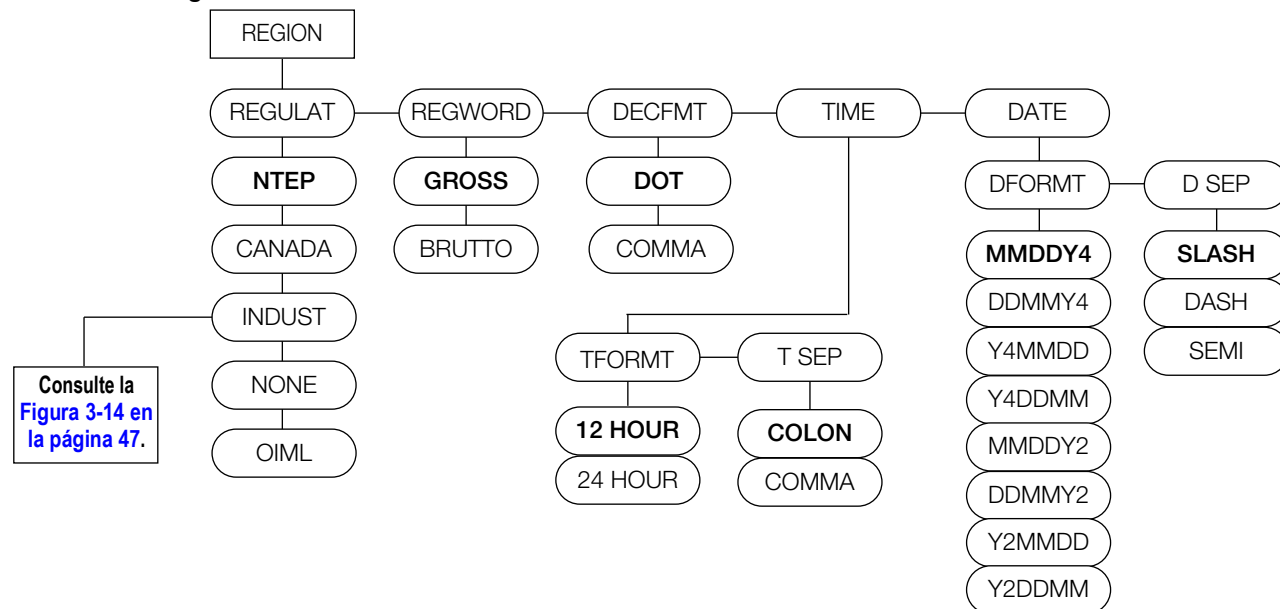 REGION
REGULAT
REGWORD
DECFMT
TIME
DATE
NTEP
GROSS
DOT
DFORMT
D SEP
CANADA
BRUTTO
COMMA
MMDDY4
SLASH
INDUST
DDMMY4
DASH
TFORMT
T SEP
Y4MMDD
SEMI
Consulte la
Figura 3-14 en
la página 47.
NONE
Y4DDMM
12 HOUR
COLON
OIML
MMDDY2
24 HOUR
COMMA
DDMMY2
Y2MMDD
Y2DDMM